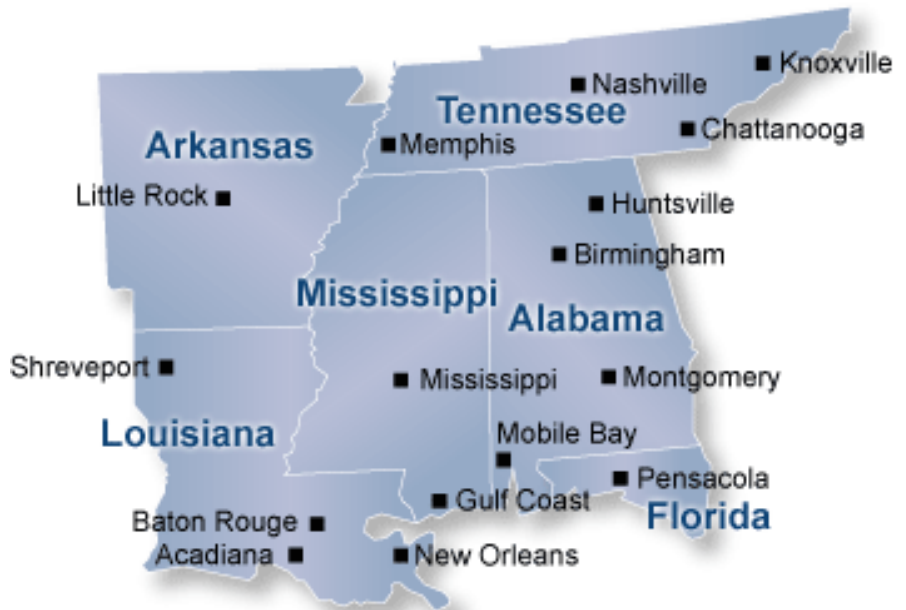 Knoxville
Nashville
Tennessee
Chattanooga
Arkansas
Memphis
Little Rock
Huntsville
Birmingham
Mississippi
Alabama
Shreveport
Mississippi
Montgomery
Louisiana
Mobile Bay
Pensacola
Gulf Coast
Florida
Baton Rouge
Acadiana
New Orleans